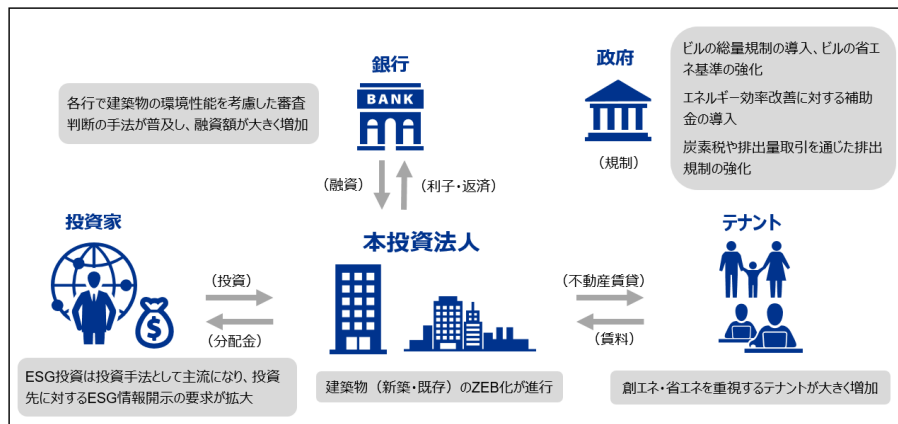 銀行
BANK
各行で建築物の環境性能を考慮した審査
判断の手法が普及し、融資額が大きく増加
政府
(規制)
ビルの総量規制の導入、ビルの省エ
ネ基準の強化
エネルギー効率改善に対する補助
金の導入
炭素税や排出量取引を通じた排出
規制の強化
(融資)
(利子・返済)
投資家
$
(投資)
(分配金)
ESG投資は投資手法として主流になり、投資
先に対するESG情報開示の要求が拡大
本投資法人
建築物（新築・既存）のZEB化が進行
(不動産賃貸)
(賃料)
テナント
創エネ・省エネを重視するテナントが大きく増加